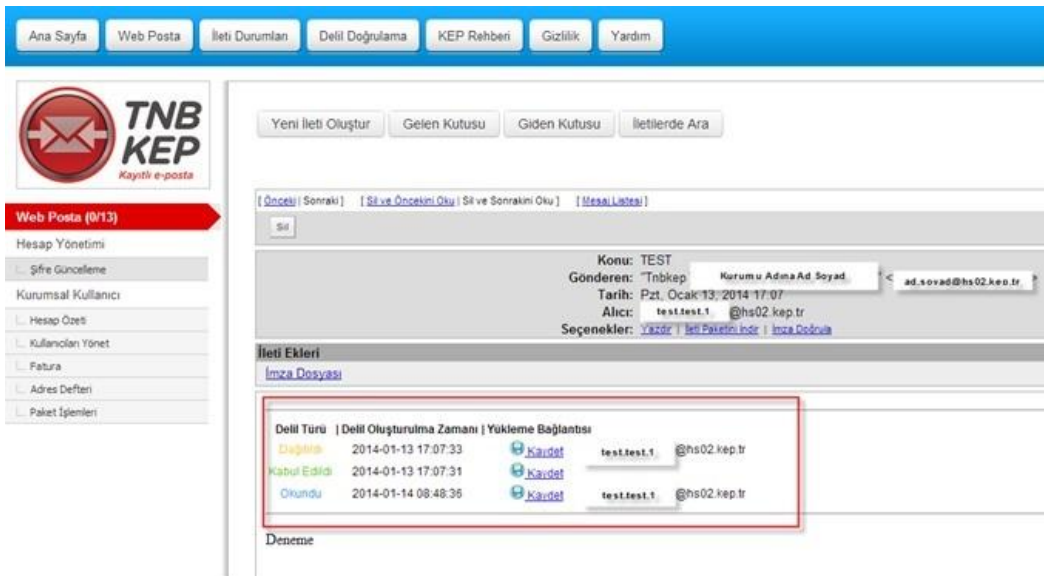 Ana Sayfa Web Posta İleti Durumları Delil Doğrulama KEP Rehberi Gizlilik Yardım
TNB
KEP
Kayıtlı e-posta
Yeni İleti Oluştur Gelen Kutusu Giden Kutusu İletilerde Ara
Web Posta (0/13)
Hesap Yönetimi
Şifre Güncelleme
Kurumsal Kullanıcı
Hesap Özeti
Kullanıcıları Yönet
Fatura
Adres Defteri
Paket İşlemleri
[ Önceki | Sonraki ] [ Sil ve Öncekini Oku | Sil ve Sonrakini Oku ] [ Mesaj Listesi ]
Sil
Konu: TEST
Gönderen: "Tnbkep Kurumu Adına Ad Soyad " < ad.soyad@hs02.kep.tr >
Tarih: Pzt, Ocak 13, 2014 17:07
Alıcı: test.test.1 @hs02.kep.tr
Seçenekler: Yazdır | İleti Paketini İndir | İmza Doğrula
İleti Ekleri
İmza Dosyası
Delil Türü | Delil Oluşturulma Zamanı | Yükleme Bağlantısı
Dağıtıldı 2014-01-13 17:07:33 Kaydet test.test.1 @hs02.kep.tr
Kabul Edildi 2014-01-13 17:07:31 Kaydet
Okundu 2014-01-14 08:48:36 Kaydet test.test.1 @hs02.kep.tr
Deneme